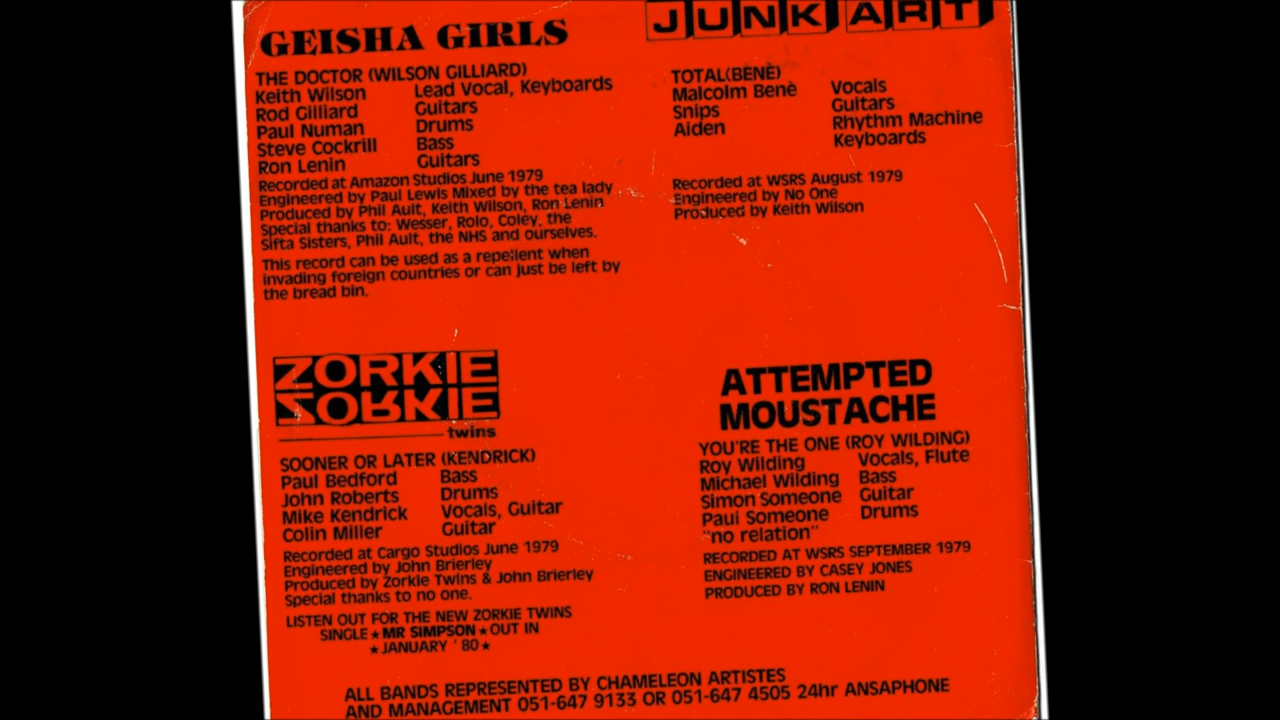 GEISHA GIRLS
THE DOCTOR (WILSON GILLIARD)
Keith Wilson Lead Vocal, Keyboards
Rod Gilliard Guitars
Paul Numan Drums
Steve Cockrill Bass
Ron Lenin Guitars
Recorded at Amazon Studios June 1979
Engineered by Paul Lewis Mixed by the tea lady
Produced by Phil Ault, Keith Wilson, Ron Lenin
Special thanks to: Wesser, Rolo, Coley, the
Sifta Sisters, Phil Ault, the NHS and ourselves.
This record can be used as a repellent when
invading foreign countries or can just be left by
the bread bin.
JUNK ART
TOTAL(BENÈ)
Malcolm Benè Vocals
Snips Guitars
Aiden Rhythm Machine
Keyboards
Recorded at WSRS August 1979
Engineered by No One
Produced by Keith Wilson
ZORKIE
ZORKIE
twins
SOONER OR LATER (KENDRICK)
Paul Bedford Bass
John Roberts Drums
Mike Kendrick Vocals, Guitar
Colin Miller Guitar
Recorded at Cargo Studios June 1979
Engineered by John Brierley
Produced by Zorkie Twins & John Brierley
Special thanks to no one.
LISTEN OUT FOR THE NEW ZORKIE TWINS
SINGLE ★ MR SIMPSON ★ OUT IN
★ JANUARY '80 ★
ATTEMPTED
MOUSTACHE
YOU'RE THE ONE (ROY WILDING)
Roy Wilding Vocals, Flute
Michael Wilding Bass
Simon Someone Guitar
Paul Someone Drums
"no relation"
RECORDED AT WSRS SEPTEMBER 1979
ENGINEERED BY CASEY JONES
PRODUCED BY RON LENIN
ALL BANDS REPRESENTED BY CHAMELEON ARTISTES
AND MANAGEMENT 051-647 9133 OR 051-647 4505 24hr ANSAPHONE